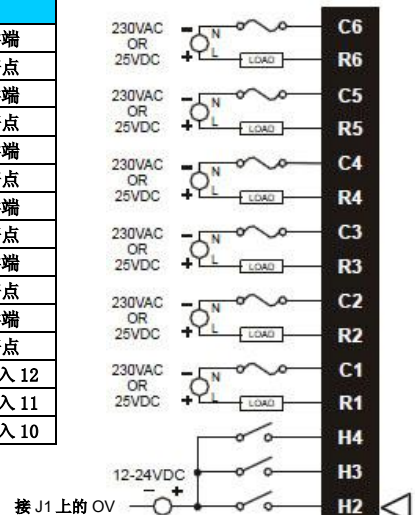 端
点
端
点
端
点
端
点
端
点
端
点
入 12
入 11
入 10
230VAC - N C6
OR
25VDC + L LOAD R6
230VAC - N C5
OR
25VDC + L LOAD R5
230VAC - N C4
OR
25VDC + L LOAD R4
230VAC - N C3
OR
25VDC + L LOAD R3
230VAC - N C2
OR
25VDC + L LOAD R2
230VAC - N C1
OR
25VDC + L LOAD R1
H4
12-24VDC H3
- +
接 J1 上的 OV H2